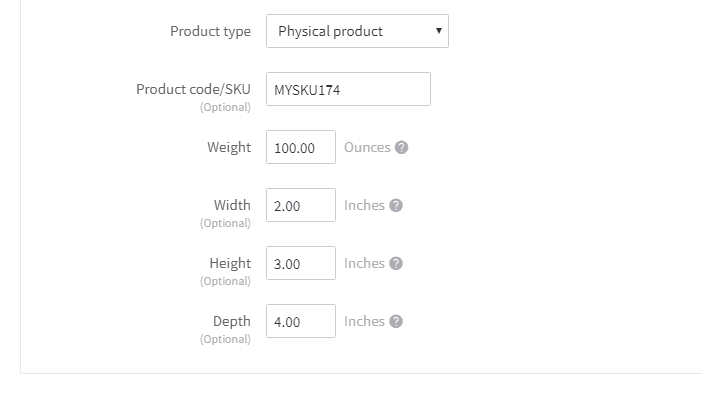 Product type Physical product
Product code/SKU MYSKU174
(Optional)
Weight 100.00 Ounces
Width 2.00 Inches
(Optional)
Height 3.00 Inches
(Optional)
Depth 4.00 Inches
(Optional)